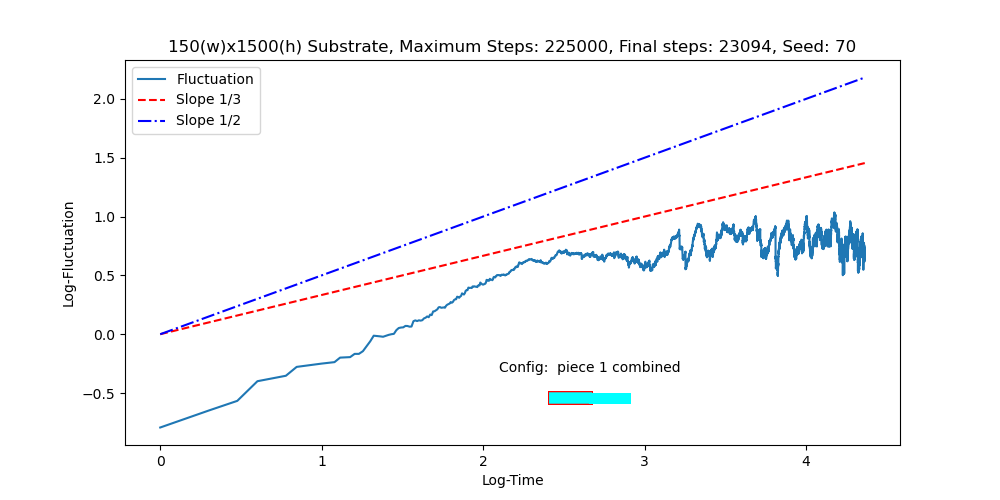 150(w)x1500(h) Substrate, Maximum Steps: 225000, Final steps: 23094, Seed: 70
Fluctuation
Slope 1/3
Slope 1/2
2.0
1.5
1.0
0.5
0.0
−0.5
Log-Fluctuation
Config:  piece 1 combined
0
1
2
3
4
Log-Time